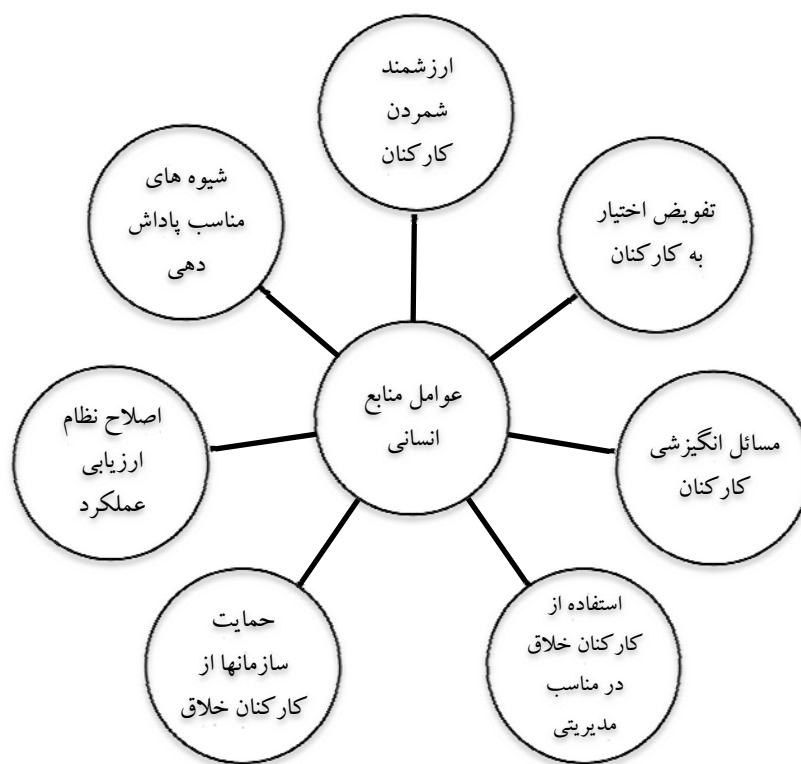 ارزشمند
شمردن
کارکنان
تفویض اختیار
به کارکنان
مسائل انگیزشی
کارکنان
استفاده از
کارکنان خلاق
در مناسب
مدیریتی
حمایت
سازمانها از
کارکنان خلاق
اصلاح نظام
ارزیابی
عملکرد
شیوه های
مناسب پاداش
دهی
عوامل منابع
انسانی